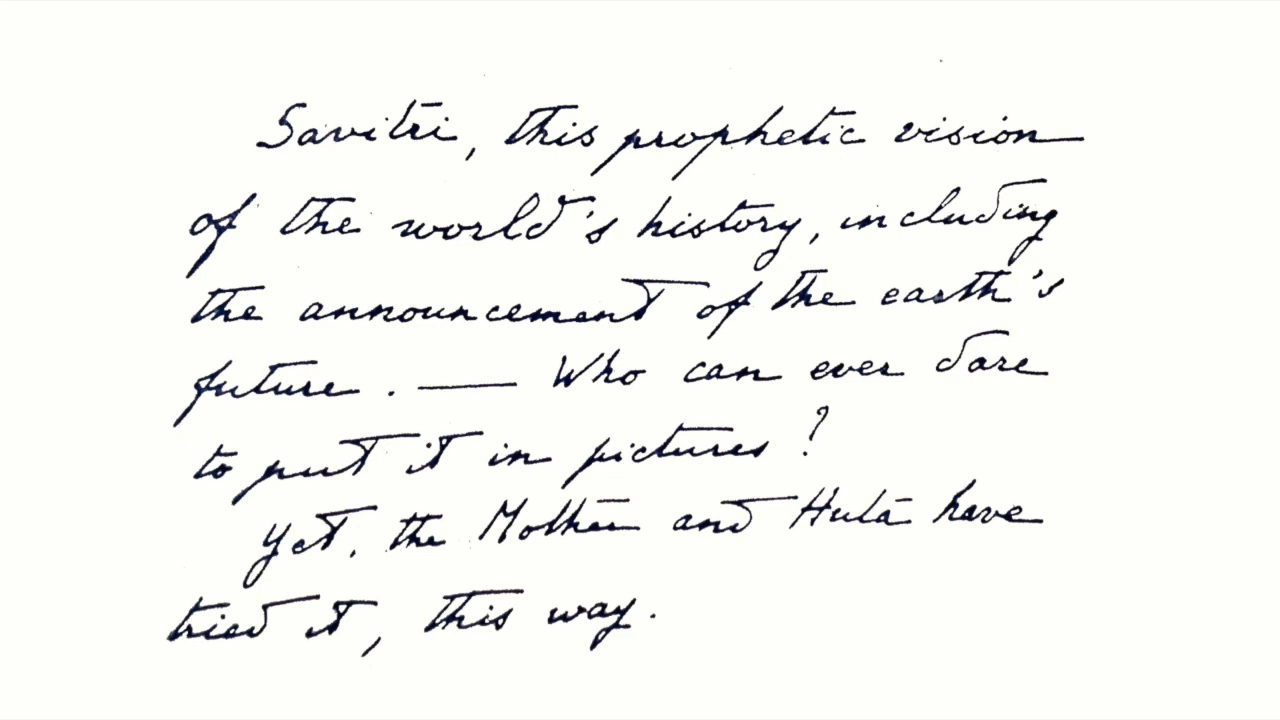 Savitri, this prophetic vision
of the world's history, including
the announcement of the earth's
future. — Who can ever dare
to put it in pictures?
Yet, the Mother and Huta have
tried it, this way.